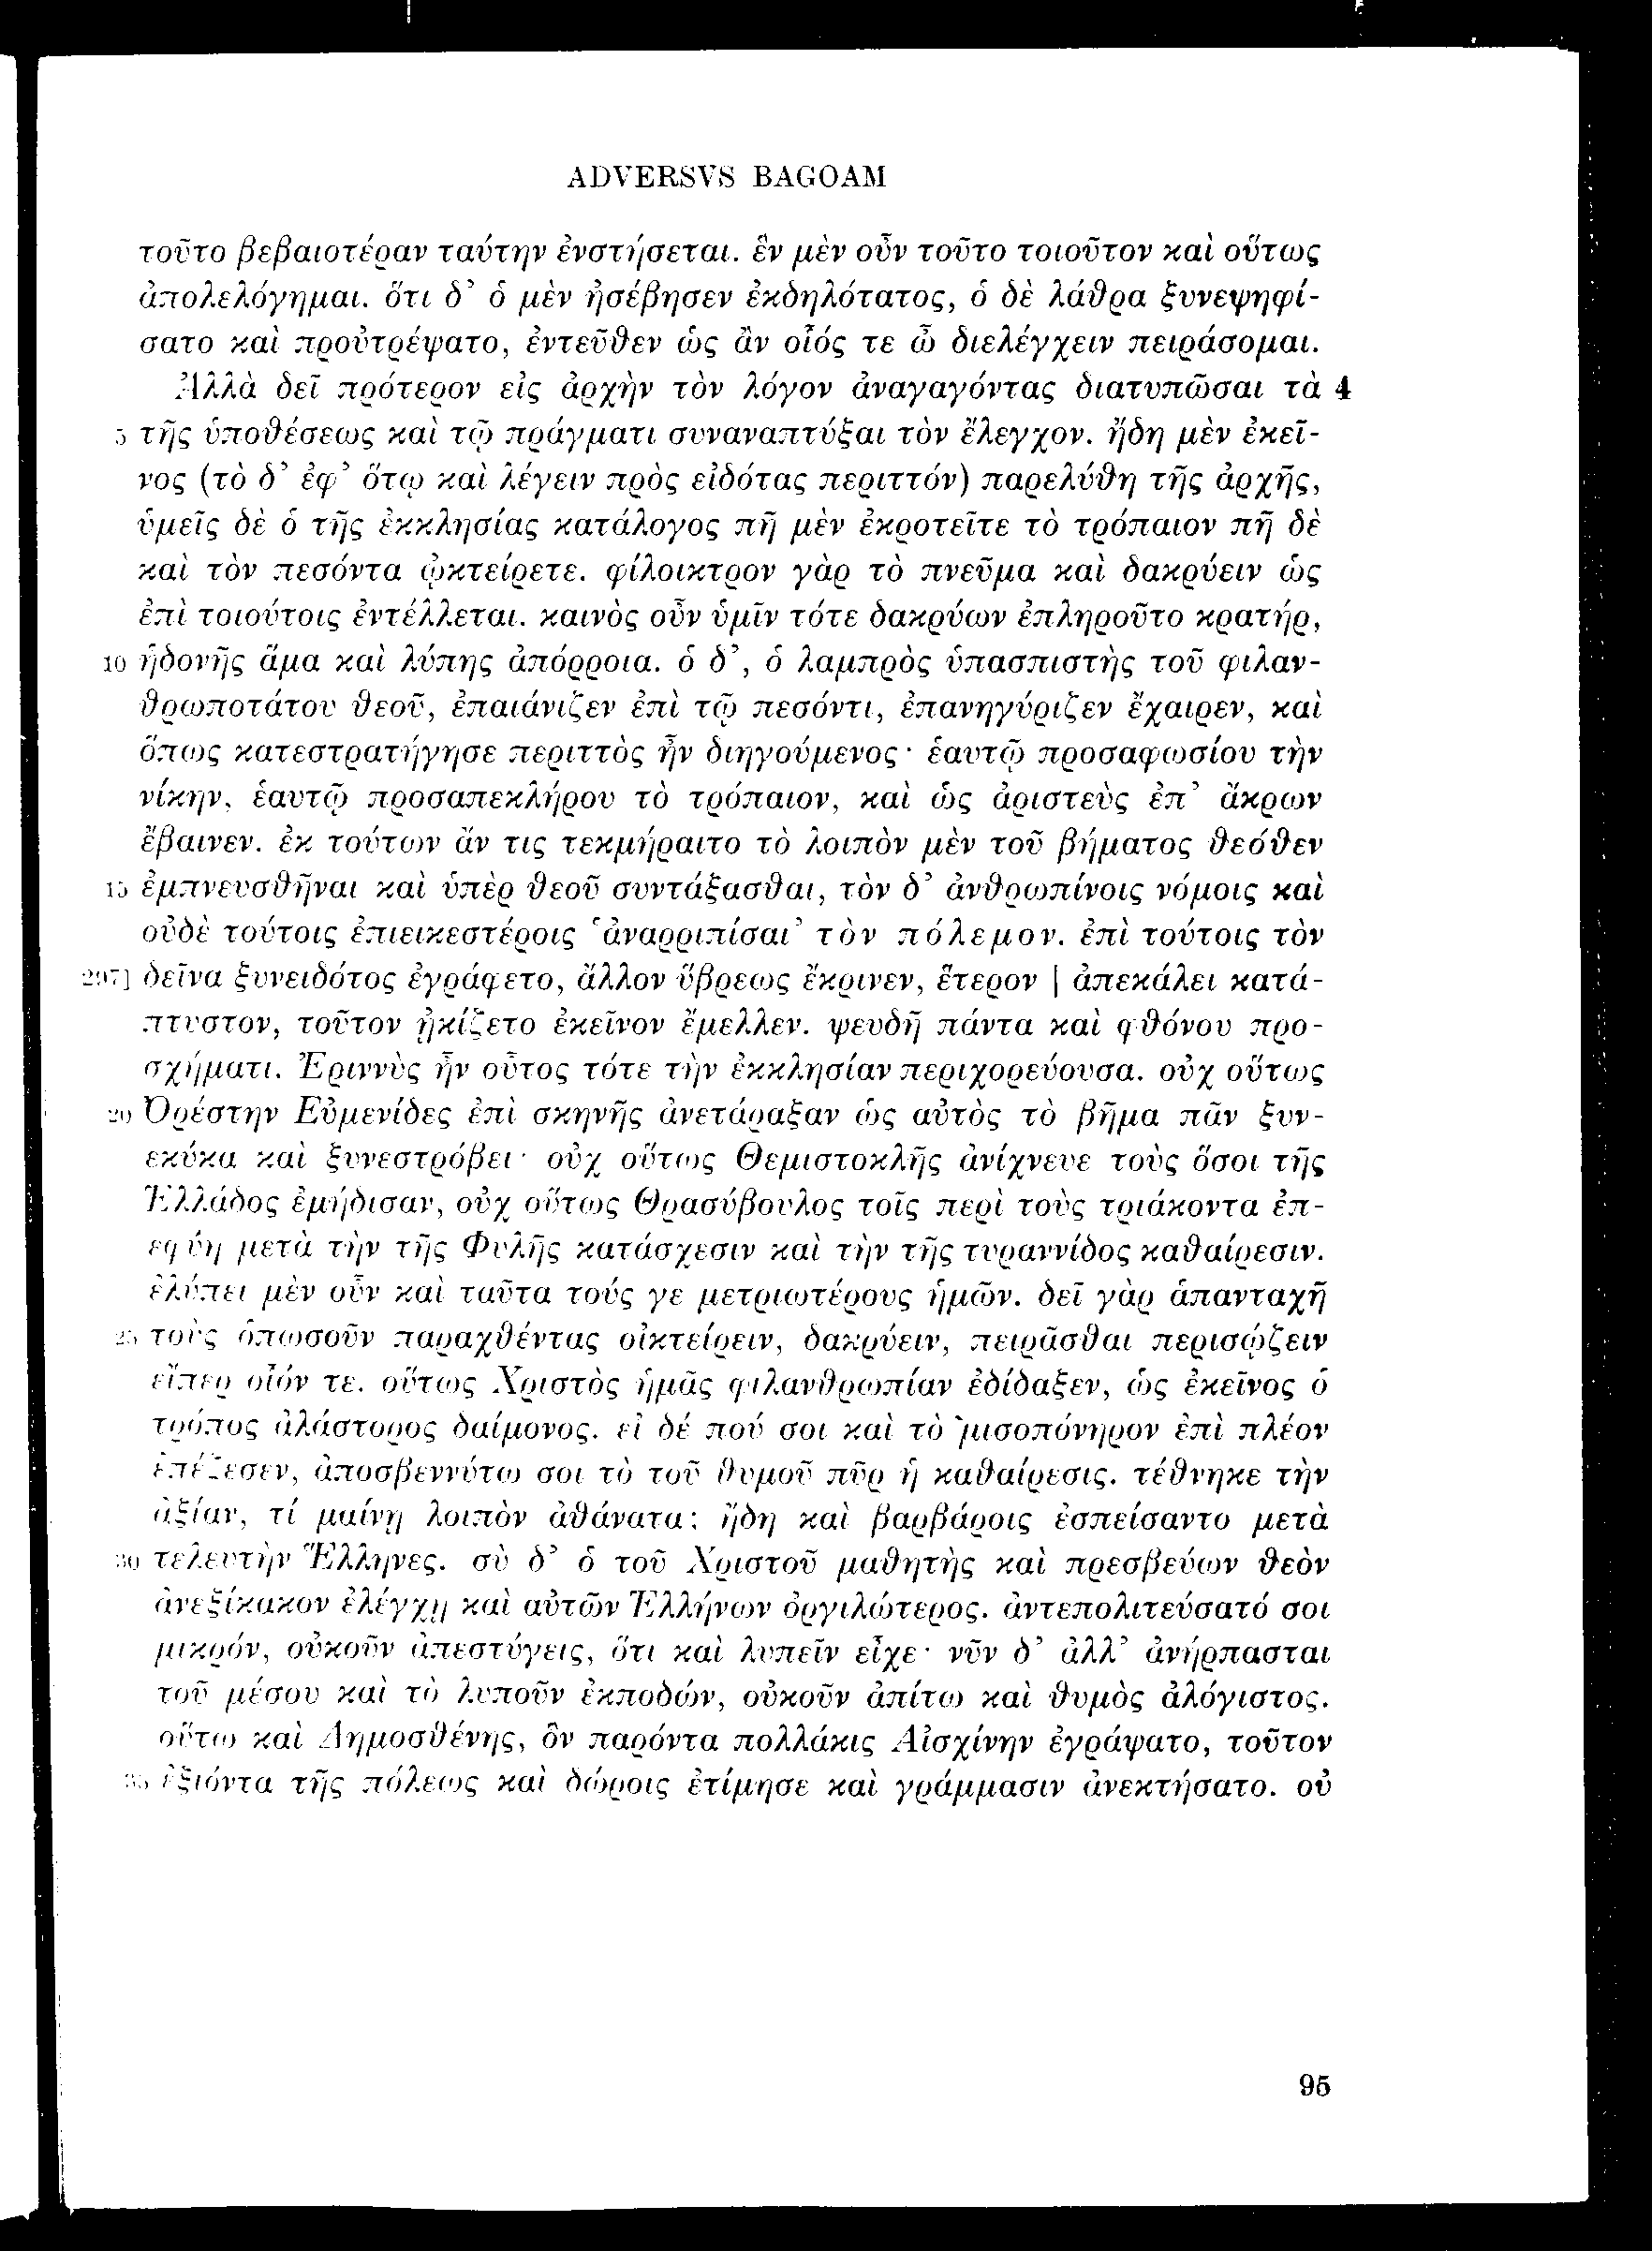 ADVERSVS BAGOAM
τοῦτο βεβαιοτέραν ταύτην ἐνστήσεται. ἓν μὲν οὖν τοῦτο τοιοῦτον καὶ οὕτως
ἀπολελόγημαι. ὅτι δ’ ὁ μὲν ἠσέβησεν ἐκδηλότατος, ὁ δὲ λάθρα ξυνεψηφί-
σατο καὶ προὐτρέψατο, ἐντεῦθεν ὡς ἂν οἷός τε ὦ διελέγχειν πειράσομαι.
Ἀλλὰ δεῖ πρότερον εἰς ἀρχὴν τὸν λόγον ἀναγαγόντας διατυπῶσαι τὰ 4
5 τῆς ὑποθέσεως καὶ τῷ πράγματι συναναπτύξαι τὸν ἔλεγχον. ἤδη μὲν ἐκεῖ-
νος (τὸ δ’ ἐφ’ ὅτῳ καὶ λέγειν πρὸς εἰδότας περιττόν) παρελύθη τῆς ἀρχῆς,
ὑμεῖς δὲ ὁ τῆς ἐκκλησίας κατάλογος πῆ μὲν ἐκροτεῖτε τὸ τρόπαιον πῆ δὲ
καὶ τὸν πεσόντα ᾠκτείρετε. φίλοικτρον γὰρ τὸ πνεῦμα καὶ δακρύειν ὡς
ἐπὶ τοιούτοις ἐντέλλεται. καινὸς οὖν ὑμῖν τότε δακρύων ἐπληροῦτο κρατήρ,
10 ἡδονῆς ἅμα καὶ λύπης ἀπόρροια. ὁ δ’, ὁ λαμπρὸς ὑπασπιστὴς τοῦ φιλαν-
θρωποτάτου θεοῦ, ἐπαιάνιζεν ἐπὶ τῷ πεσόντι, ἐπανηγύριζεν ἔχαιρεν, καὶ
ὅπως κατεστρατήγησε περιττὸς ἦν διηγούμενος· ἑαυτῷ προσαφωσίου τὴν
νίκην, ἑαυτῷ προσαπεκλήρου τὸ τρόπαιον, καὶ ὡς ἀριστεὺς ἐπ’ ἄκρων
ἔβαινεν. ἐκ τούτων ἄν τις τεκμήραιτο τὸ λοιπὸν μὲν τοῦ βήματος θεόθεν
15 ἐμπνευσθῆναι καὶ ὑπὲρ θεοῦ συντάξασθαι, τὸν δ’ ἀνθρωπίνοις νόμοις καὶ
οὐδὲ τούτοις ἐπιεικεστέροις ‘ἀναρριπίσαι’ τὸν πόλεμον. ἐπὶ τούτοις τὸν
297] δεῖνα ξυνειδότος ἐγράφετο, ἄλλον ὕβρεως ἔκρινεν, ἕτερον | ἀπεκάλει κατά-
πτυστον, τοῦτον ᾐκίζετο ἐκεῖνον ἔμελλεν. ψευδῆ πάντα καὶ φθόνου προ-
σχήματι. Ἐριννὺς ἦν οὗτος τότε τὴν ἐκκλησίαν περιχορεύουσα. οὐχ οὕτως
20 Ὀρέστην Εὐμενίδες ἐπὶ σκηνῆς ἀνετάραξαν ὡς αὐτὸς τὸ βῆμα πᾶν ξυν-
εκύκα καὶ ξυνεστρόβει· οὐχ οὕτως Θεμιστοκλῆς ἀνίχνευε τοὺς ὅσοι τῆς
Ἑλλάδος ἐμήδισαν, οὐχ οὕτως Θρασύβουλος τοῖς περὶ τοὺς τριάκοντα ἐπ-
εφύη μετὰ τὴν τῆς Φυλῆς κατάσχεσιν καὶ τὴν τῆς τυραννίδος καθαίρεσιν.
ἐλύπει μὲν οὖν καὶ ταῦτα τούς γε μετριωτέρους ἡμῶν. δεῖ γὰρ ἁπανταχῆ
25 τοὺς ὁπωσοῦν παραχθέντας οἰκτείρειν, δακρύειν, πειρᾶσθαι περισῴζειν
εἴπερ οἷόν τε. οὕτως Χριστὸς ἡμᾶς φιλανθρωπίαν ἐδίδαξεν, ὡς ἐκεῖνος ὁ
τρόπος ἀλάστορος δαίμονος. εἰ δέ πού σοι καὶ τὸ μισοπόνηρον ἐπὶ πλέον
ἐπέζεσεν, ἀποσβεννύτω σοι τὸ τοῦ θυμοῦ πῦρ ἡ καθαίρεσις. τέθνηκε τὴν
ἀξίαν, τί μαίνῃ λοιπὸν ἀθάνατα; ἤδη καὶ βαρβάροις ἐσπείσαντο μετὰ
30 τελευτὴν Ἕλληνες. σὺ δ’ ὁ τοῦ Χριστοῦ μαθητὴς καὶ πρεσβεύων θεὸν
ἀνεξίκακον ἐλέγχῃ καὶ αὐτῶν Ἑλλήνων ὀργιλώτερος. ἀντεπολιτεύσατό σοι
μικρόν, οὐκοῦν ἀπεστύγεις, ὅτι καὶ λυπεῖν εἶχε· νῦν δ’ ἀλλ’ ἀνήρπασται
τοῦ μέσου καὶ τὸ λυποῦν ἐκποδών, οὐκοῦν ἀπίτω καὶ θυμὸς ἀλόγιστος.
οὕτω καὶ Δημοσθένης, ὃν παρόντα πολλάκις Αἰσχίνην ἐγράψατο, τοῦτον
35 ἐξιόντα τῆς πόλεως καὶ δώροις ἐτίμησε καὶ γράμμασιν ἀνεκτήσατο. οὐ
95